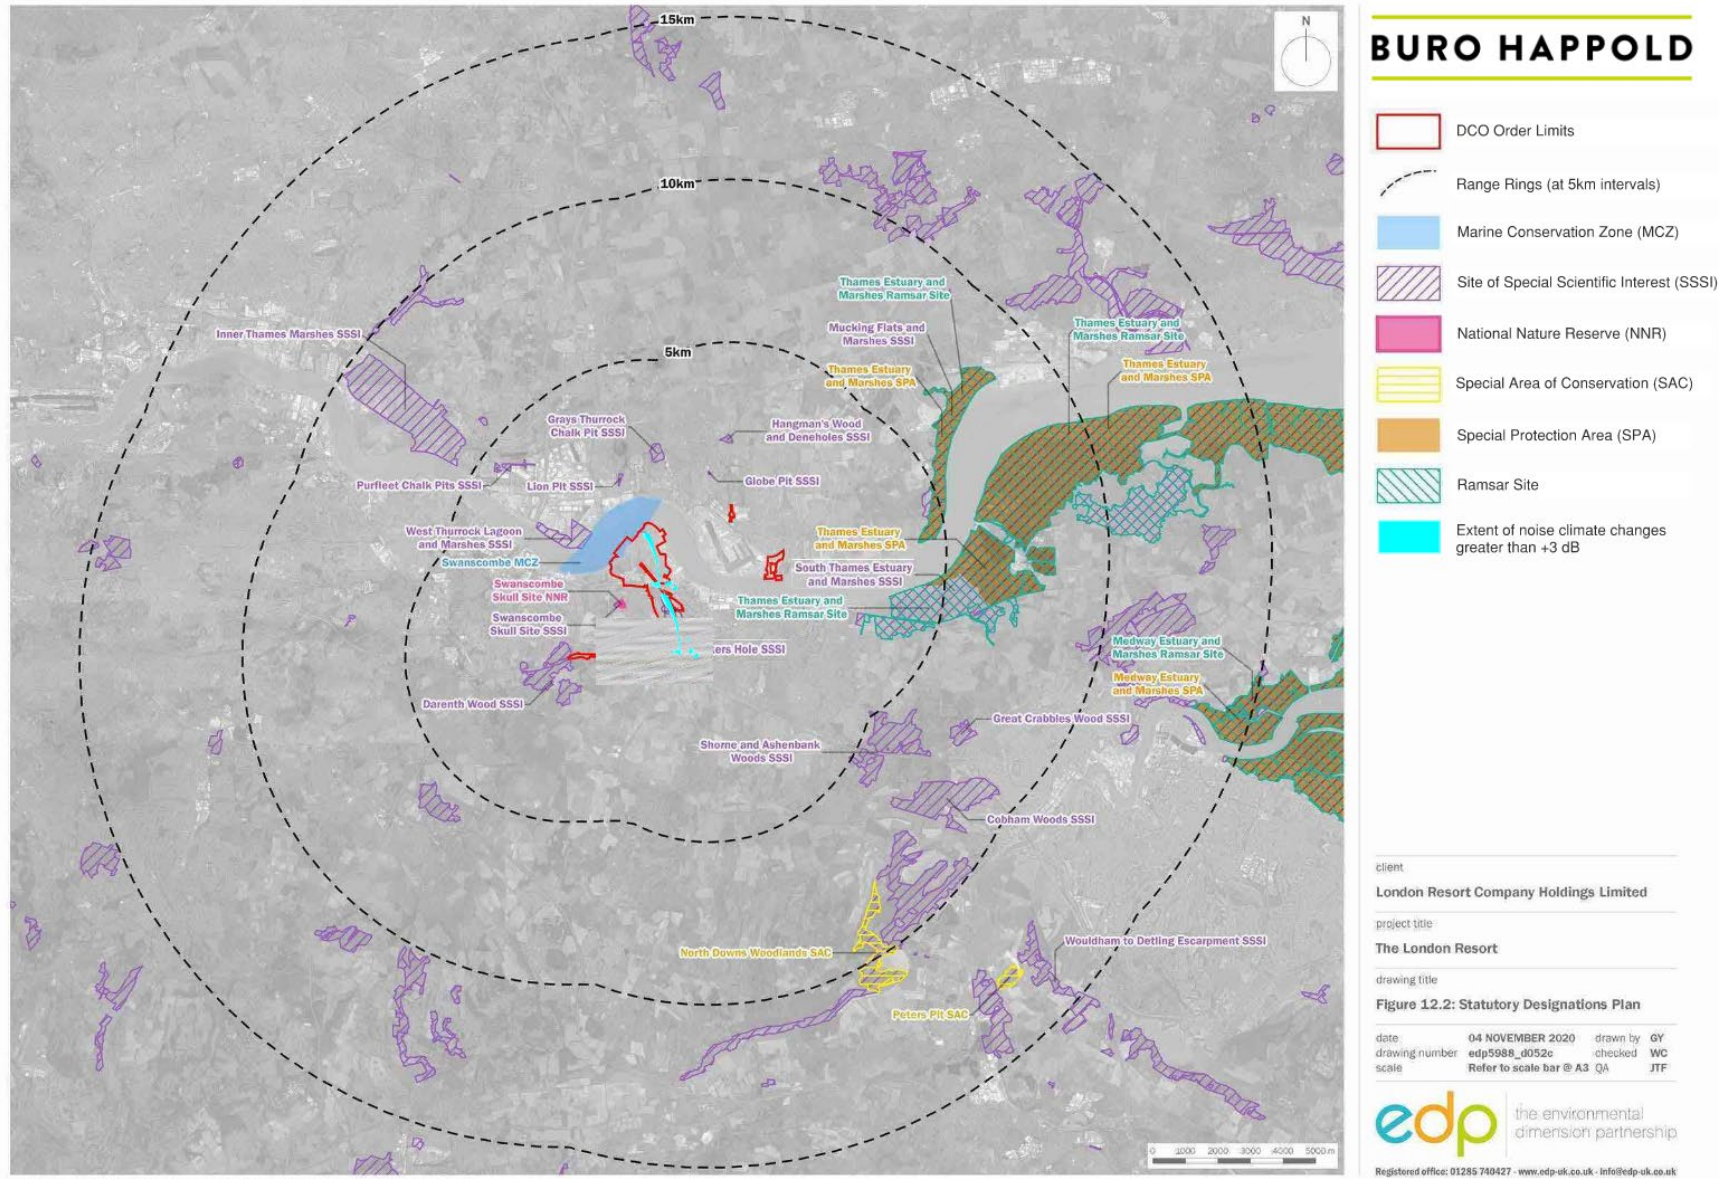 15km
N
10km
5km
Thames Estuary and
Marshes Ramsar Site
Mucking Flats and
Marshes SSSI
Thames Estuary
and Marshes SPA
Thames Estuary and
Marshes Ramsar Site
Thames Estuary
and Marshes SPA
Inner Thames Marshes SSSI
Grays Thurrock
Chalk Pit SSSI
Hangman's Wood
and Deneholes SSSI
Purfleet Chalk Pits SSSI
Lion Pit SSSI
Globe Pit SSSI
West Thurrock Lagoon
and Marshes SSSI
Swanscombe MCZ
Swanscombe
Skull Site NNR
Swanscombe
Skull Site SSSI
Thames Estuary
and Marshes SPA
South Thames Estuary
and Marshes SSSI
Thames Estuary and
Marshes Ramsar Site
ers Hole SSSI
Darenth Wood SSSI
Medway Estuary and
Marshes Ramsar Site
Medway Estuary
and Marshes SPA
Great Crabbles Wood SSSI
Shorne and Ashenbank
Woods SSSI
Cobham Woods SSSI
North Downs Woodlands SAC
Wouldham to Detling Escarpment SSSI
Peters Pit SAC
0 1000 2000 3000 4000 5000 m
BURO HAPPOLD
DCO Order Limits
Range Rings (at 5km intervals)
Marine Conservation Zone (MCZ)
Site of Special Scientific Interest (SSSI)
National Nature Reserve (NNR)
Special Area of Conservation (SAC)
Special Protection Area (SPA)
Ramsar Site
Extent of noise climate changes
greater than +3 dB
client
London Resort Company Holdings Limited
project title
The London Resort
drawing title
Figure 12.2: Statutory Designations Plan
date 04 NOVEMBER 2020 drawn by GY
drawing number edp5988_d052c checked WC
scale Refer to scale bar @ A3 QA JTF
edp
the environmental
dimension partnership
Registered office: 01285 740427 - www.edp-uk.co.uk - info@edp-uk.co.uk